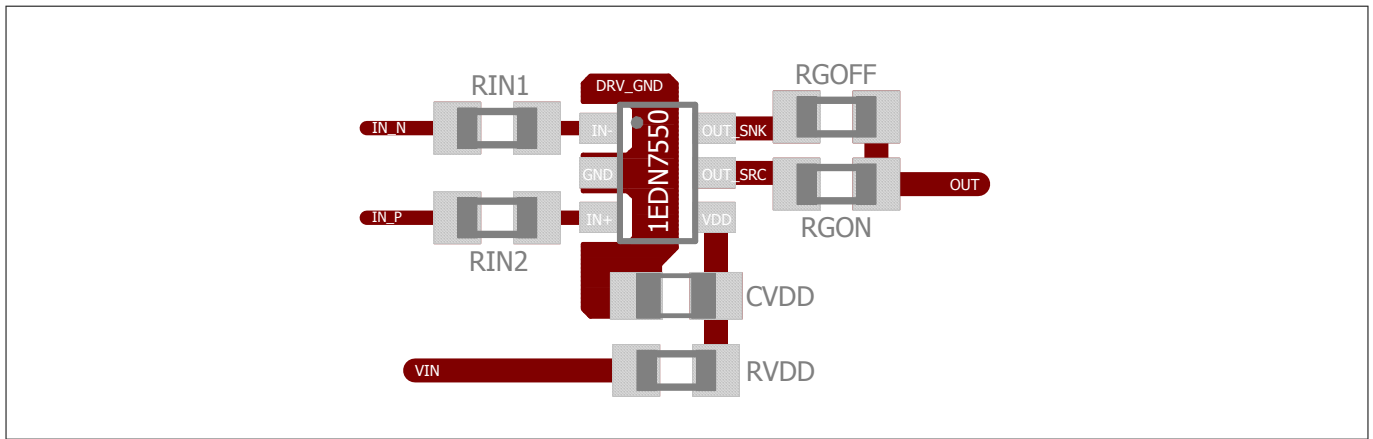 RGOFF
RIN1
DRV_GND
IN_N
IN-
1EDN7550
OUT_SNK
GND
OUT_SRC
OUT
IN_P
IN+
VDD
RGON
RIN2
CVDD
VIN
RVDD